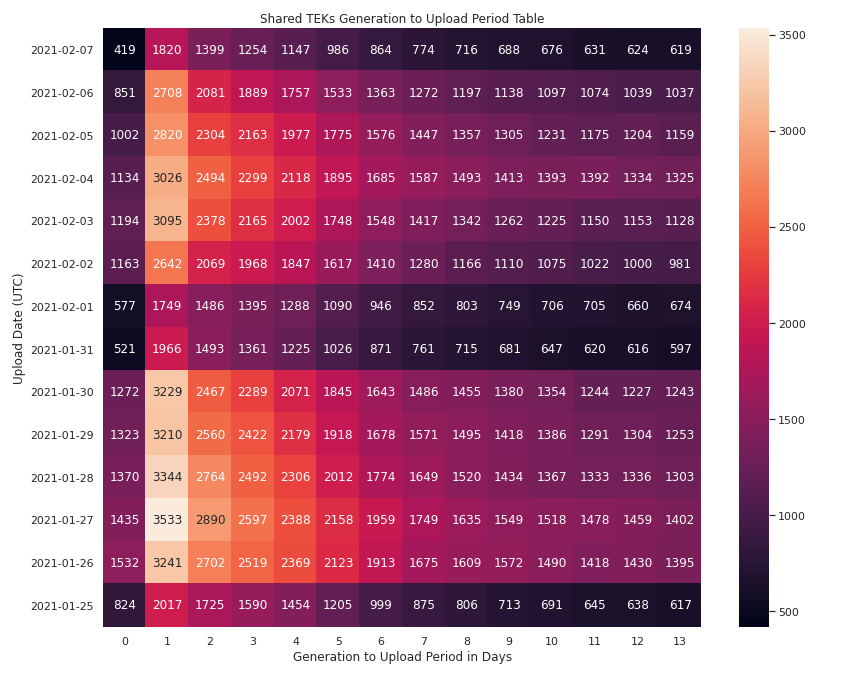 Shared TEKs Generation to Upload Period Table
Upload Date (UTC)
2021-02-07 419 1820 1399 1254 1147 986 864 774 716 688 676 631 624 619
2021-02-06 851 2708 2081 1889 1757 1533 1363 1272 1197 1138 1097 1074 1039 1037
2021-02-05 1002 2820 2304 2163 1977 1775 1576 1447 1357 1305 1231 1175 1204 1159
2021-02-04 1134 3026 2494 2299 2118 1895 1685 1587 1493 1413 1393 1392 1334 1325
2021-02-03 1194 3095 2378 2165 2002 1748 1548 1417 1342 1262 1225 1150 1153 1128
2021-02-02 1163 2642 2069 1968 1847 1617 1410 1280 1166 1110 1075 1022 1000 981
2021-02-01 577 1749 1486 1395 1288 1090 946 852 803 749 706 705 660 674
2021-01-31 521 1966 1493 1361 1225 1026 871 761 715 681 647 620 616 597
2021-01-30 1272 3229 2467 2289 2071 1845 1643 1486 1455 1380 1354 1244 1227 1243
2021-01-29 1323 3210 2560 2422 2179 1918 1678 1571 1495 1418 1386 1291 1304 1253
2021-01-28 1370 3344 2764 2492 2306 2012 1774 1649 1520 1434 1367 1333 1336 1303
2021-01-27 1435 3533 2890 2597 2388 2158 1959 1749 1635 1549 1518 1478 1459 1402
2021-01-26 1532 3241 2702 2519 2369 2123 1913 1675 1609 1572 1490 1418 1430 1395
2021-01-25 824 2017 1725 1590 1454 1205 999 875 806 713 691 645 638 617
0 1 2 3 4 5 6 7 8 9 10 11 12 13
Generation to Upload Period in Days
3500
3000
2500
2000
1500
1000
500